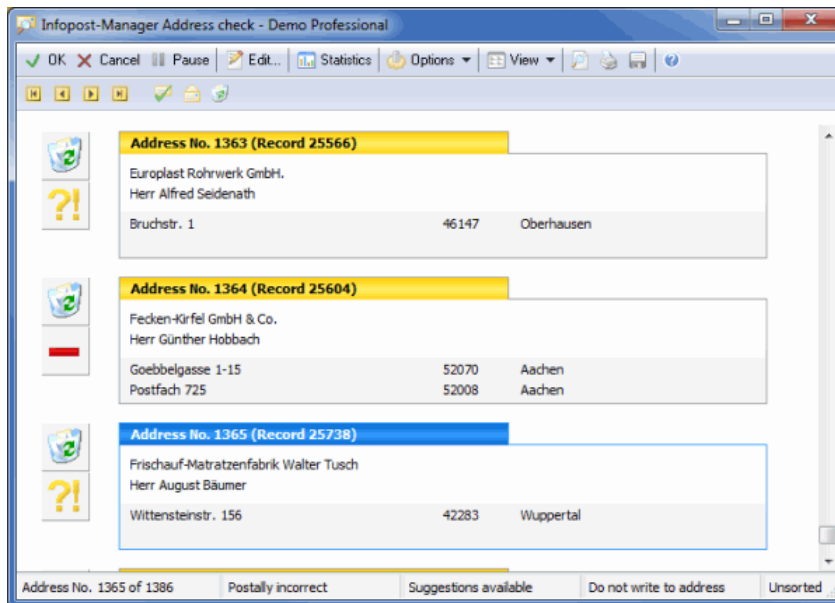 Infopost-Manager Address check - Demo Professional
OK Cancel Pause Edit... Statistics Options View
Address No. 1363 (Record 25566)
Europlast Rohrwerk GmbH.
Herr Alfred Seidenath
Bruchstr. 1 46147 Oberhausen
Address No. 1364 (Record 25604)
Fecken-Kirfel GmbH & Co.
Herr Günther Hobbach
Goebbelgasse 1-15 52070 Aachen
Postfach 725 52008 Aachen
Address No. 1365 (Record 25738)
Frischauf-Matratzenfabrik Walter Tusch
Herr August Bäumer
Wittensteinstr. 156 42283 Wuppertal
Address No. 1365 of 1386 Postally incorrect Suggestions available Do not write to address Unsorted